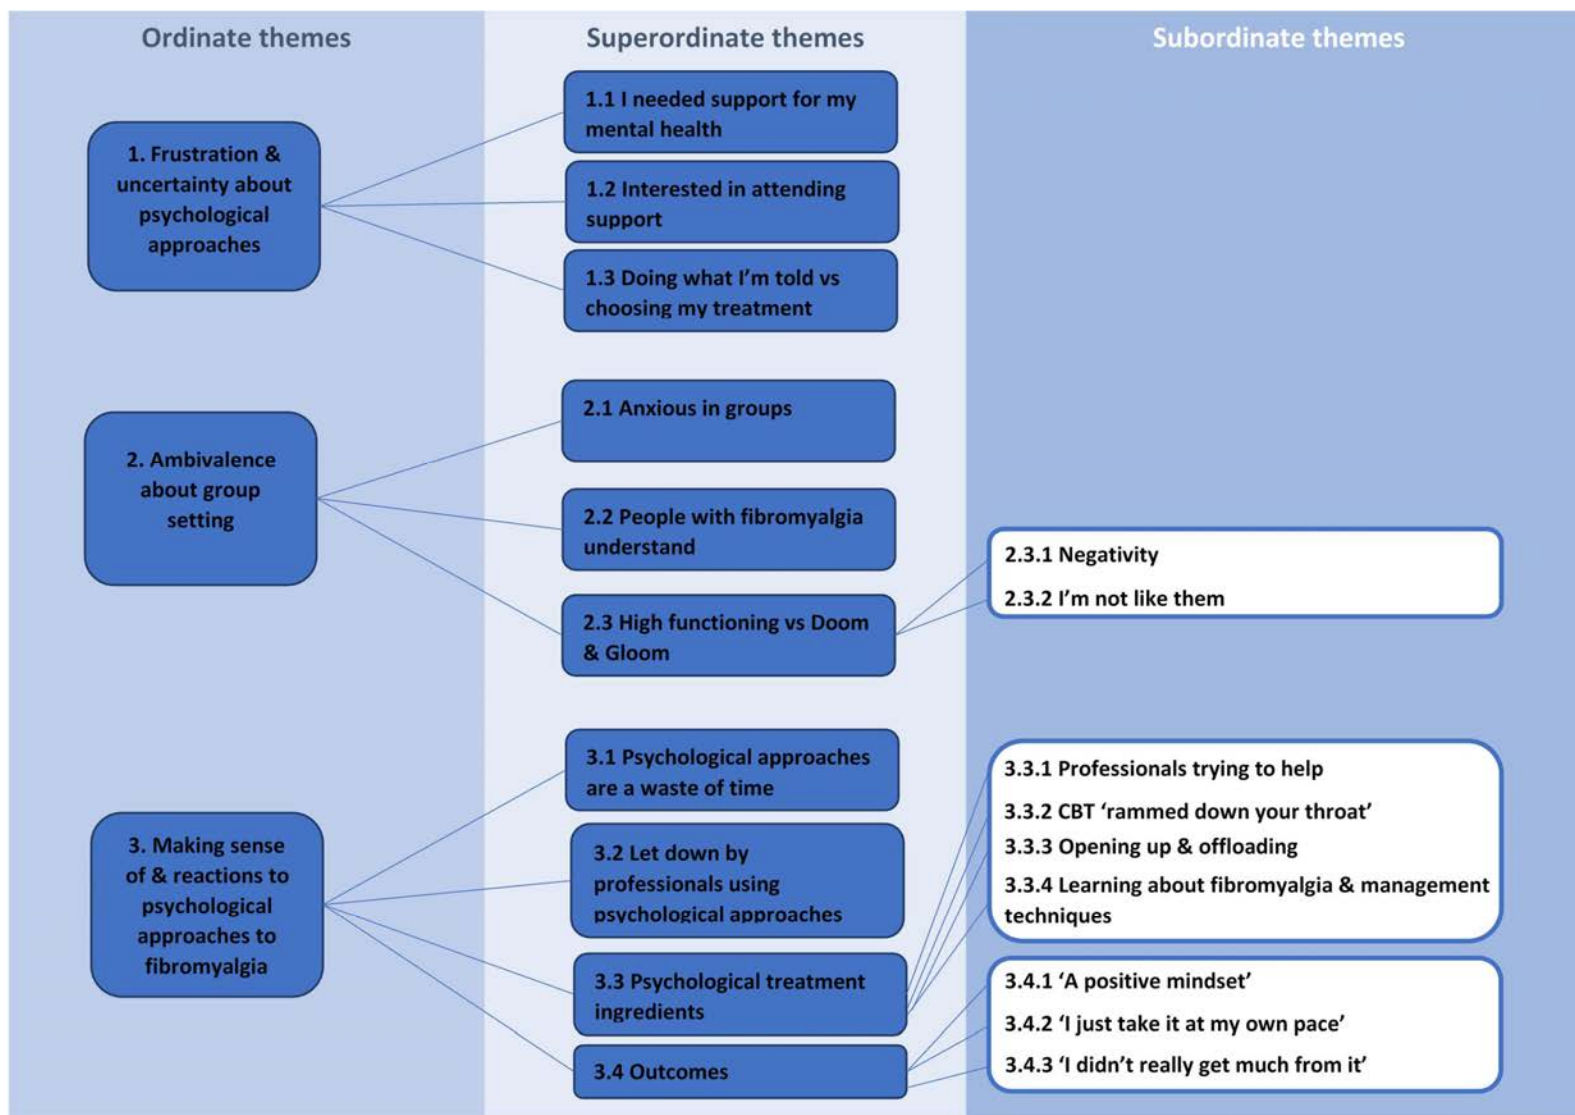 Ordinate themes
Superordinate themes
Subordinate themes
1. Frustration &
uncertainty about
psychological
approaches
1.1 I needed support for my
mental health
1.2 Interested in attending
support
1.3 Doing what I’m told vs
choosing my treatment
2. Ambivalence
about group
setting
2.1 Anxious in groups
2.2 People with fibromyalgia
understand
2.3 High functioning vs Doom
& Gloom
2.3.1 Negativity
2.3.2 I’m not like them
3. Making sense
of & reactions to
psychological
approaches to
fibromyalgia
3.1 Psychological approaches
are a waste of time
3.2 Let down by
professionals using
psychological approaches
3.3 Psychological treatment
ingredients
3.4 Outcomes
3.3.1 Professionals trying to help
3.3.2 CBT ‘rammed down your throat’
3.3.3 Opening up & offloading
3.3.4 Learning about fibromyalgia & management
techniques
3.4.1 ‘A positive mindset’
3.4.2 ‘I just take it at my own pace’
3.4.3 ‘I didn’t really get much from it’